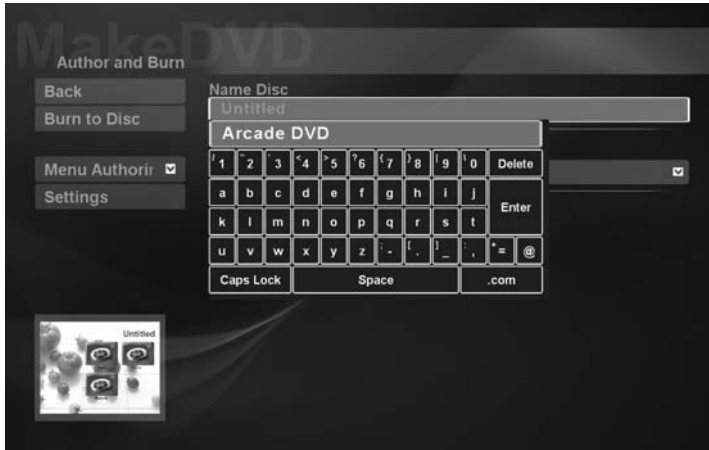 MakeDVD
Author and Burn
Back
Burn to Disc
Menu Authorir
Settings
Name Disc
Untitled
Arcade DVD
/ 1 " 2 ' 3 < 4 > 5 ? 6 { 7 } 8 | 9 \ 0 Delete
a b c d e f g h i j
Enter
k l m n o p q r s t
u v w x y z ; - [ . ] _ : , * = @
Caps Lock Space .com
Untitled